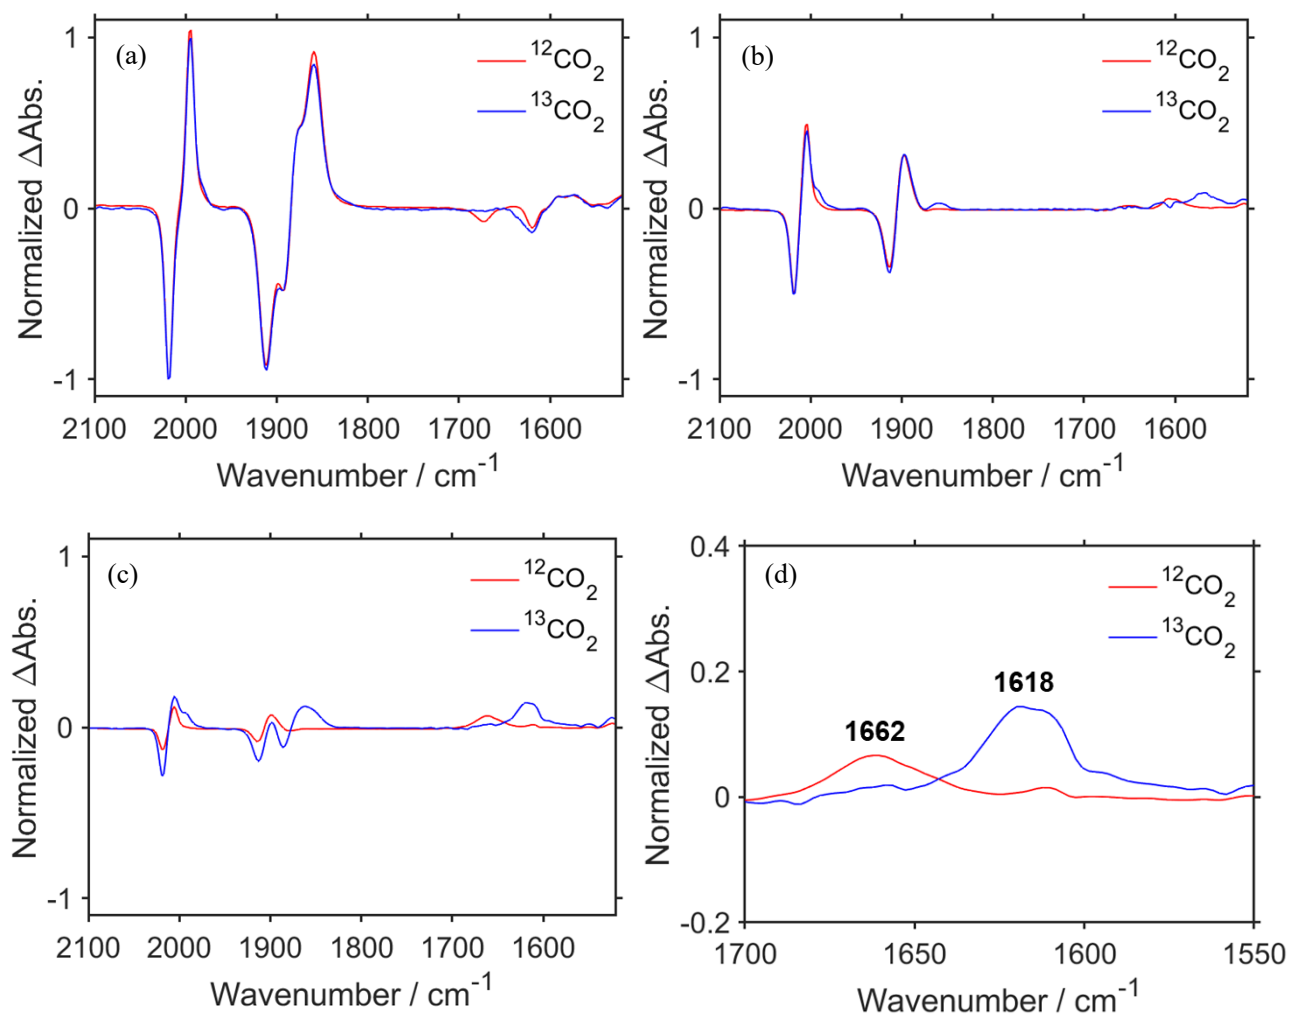 (a)
¹²CO₂
¹³CO₂
1
0
-1
2100 2000 1900 1800 1700 1600
Wavenumber / cm⁻¹
Normalized ΔAbs.
(b)
¹²CO₂
¹³CO₂
1
0
-1
2100 2000 1900 1800 1700 1600
Wavenumber / cm⁻¹
Normalized ΔAbs.
(c)
¹²CO₂
¹³CO₂
1
0
-1
2100 2000 1900 1800 1700 1600
Wavenumber / cm⁻¹
Normalized ΔAbs.
(d)
¹²CO₂
¹³CO₂
1618
1662
0.4
0.2
0
-0.2
1700 1650 1600 1550
Wavenumber / cm⁻¹
Normalized ΔAbs.